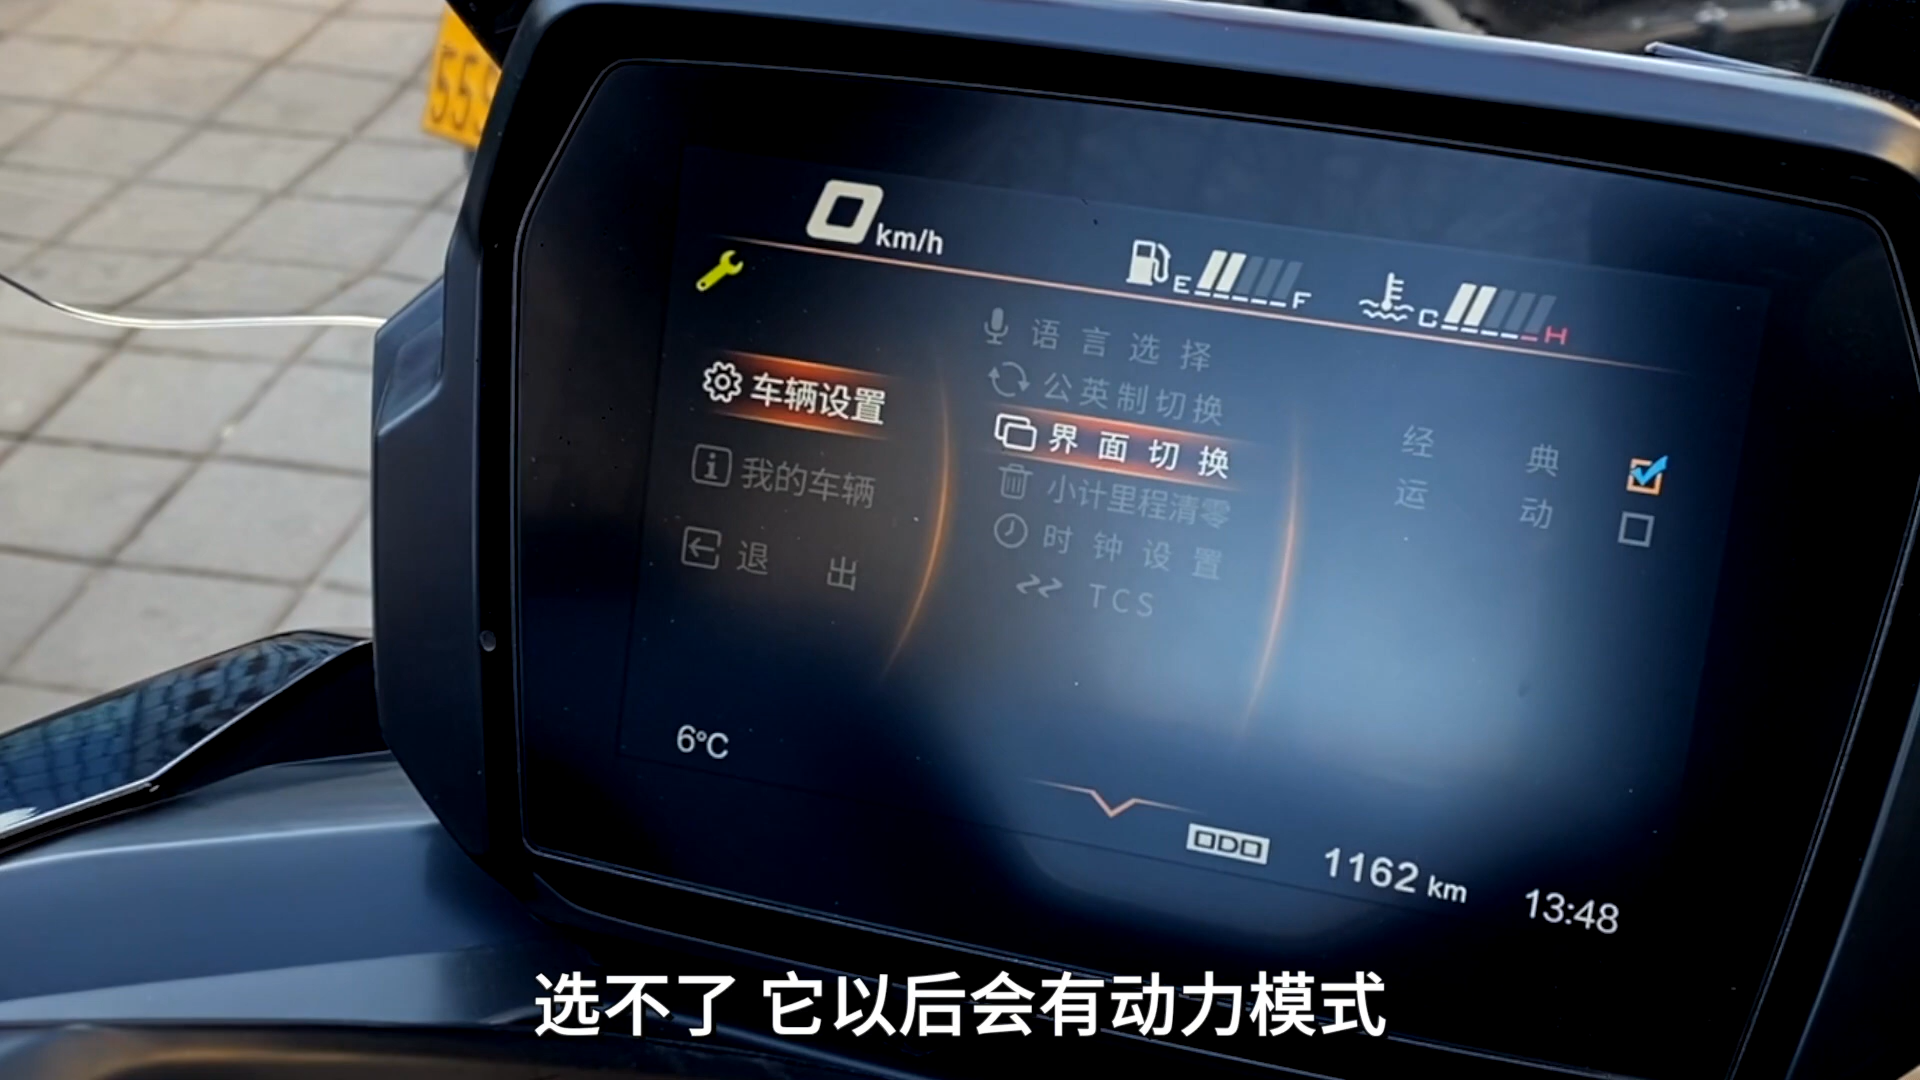 559
0 km/h
E F
C H
语言选择
公英制切换
车辆设置
界面切换
经典
我的车辆
小计里程清零
运动
时钟设置
退出
TCS
6°C
ODO 1162 km 13:48
选不了 它以后会有动力模式